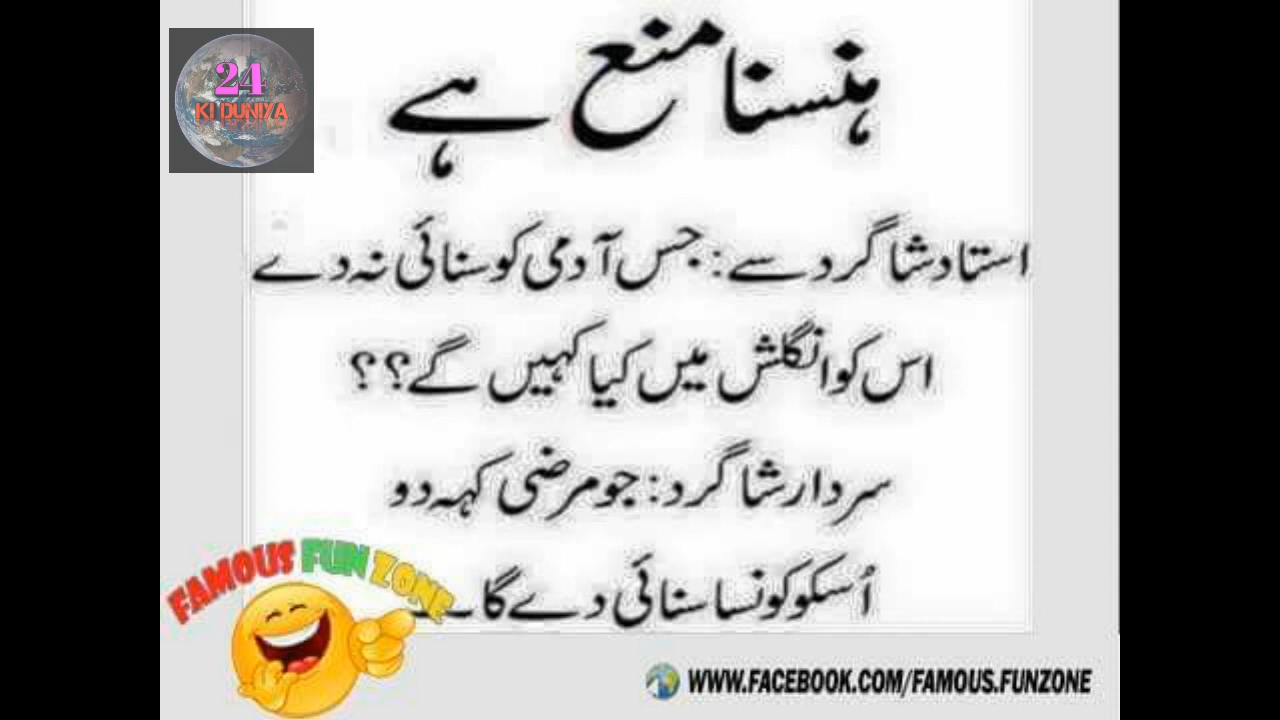 24
KI DUNIYA
ہنسنا منع ہے
استاد شاگرد سے: جس آدمی کو سنائی نہ دے
اس کو انگلش میں کیا کہیں گے؟؟
سردار شاگرد: جو مرضی کہہ دو
اُسکو کونسا سنائی دے گا۔
FAMOUS FUN ZONE
WWW.FACEBOOK.COM/FAMOUS.FUNZONE